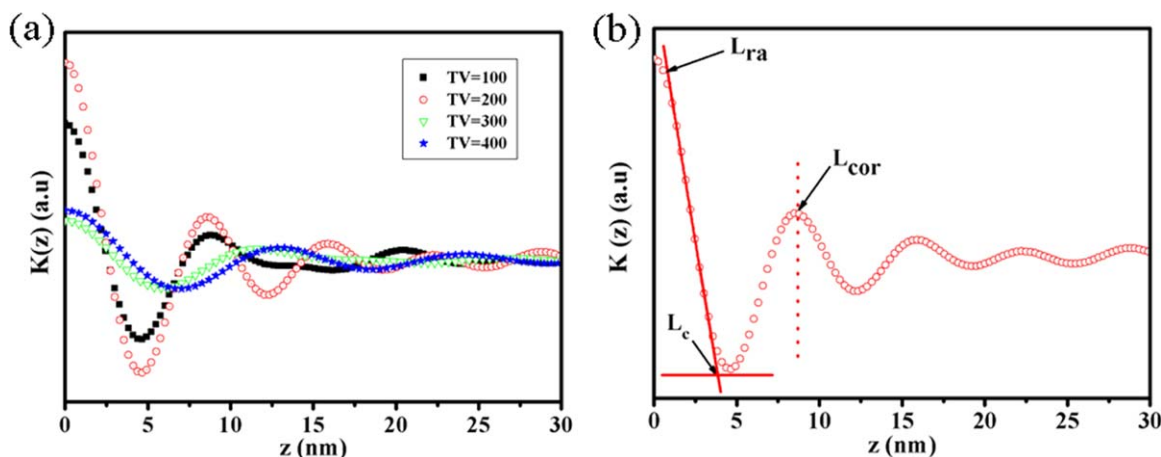 (a)
K(z) (a.u)
TV=100
TV=200
TV=300
TV=400
0 5 10 15 20 25 30
z (nm)
(b)
K (z) (a.u)
Lra
Lcor
Lc
0 5 10 15 20 25 30
z (nm)